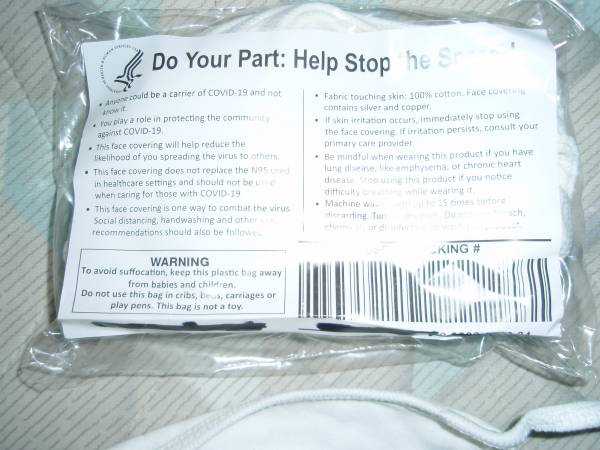 Do Your Part: Help Stop he
• Anyone could be a carrier of COVID-19 and not
know it.
• You play a role in protecting the community
against COVID-19.
• This face covering will help reduce the
likelihood of you spreading the virus to others.
• This face covering does not replace the N95 used
in healthcare settings and should not be used
when caring for those with COVID-19
• This face covering is one way to combat the virus.
Social distancing, handwashing and other
recommendations should also be followed.
• Fabric touching skin: 100% cotton. Face covering
contains silver and copper.
• If skin irritation occurs, immediately stop using
the face covering. If irritation persists, consult your
primary care provider.
• Be mindful when wearing this product if you have
lung disease, like emphysema, or chronic heart
disease. Stop using this product if you notice
difficulty breathing while wearing it.
• Machine up to 15 times before
discarding. dry
WARNING
To avoid suffocation, keep this plastic bag away
from babies and children.
Do not use this bag in cribs, beds, carriages or
play pens. This bag is not a toy.
KING #